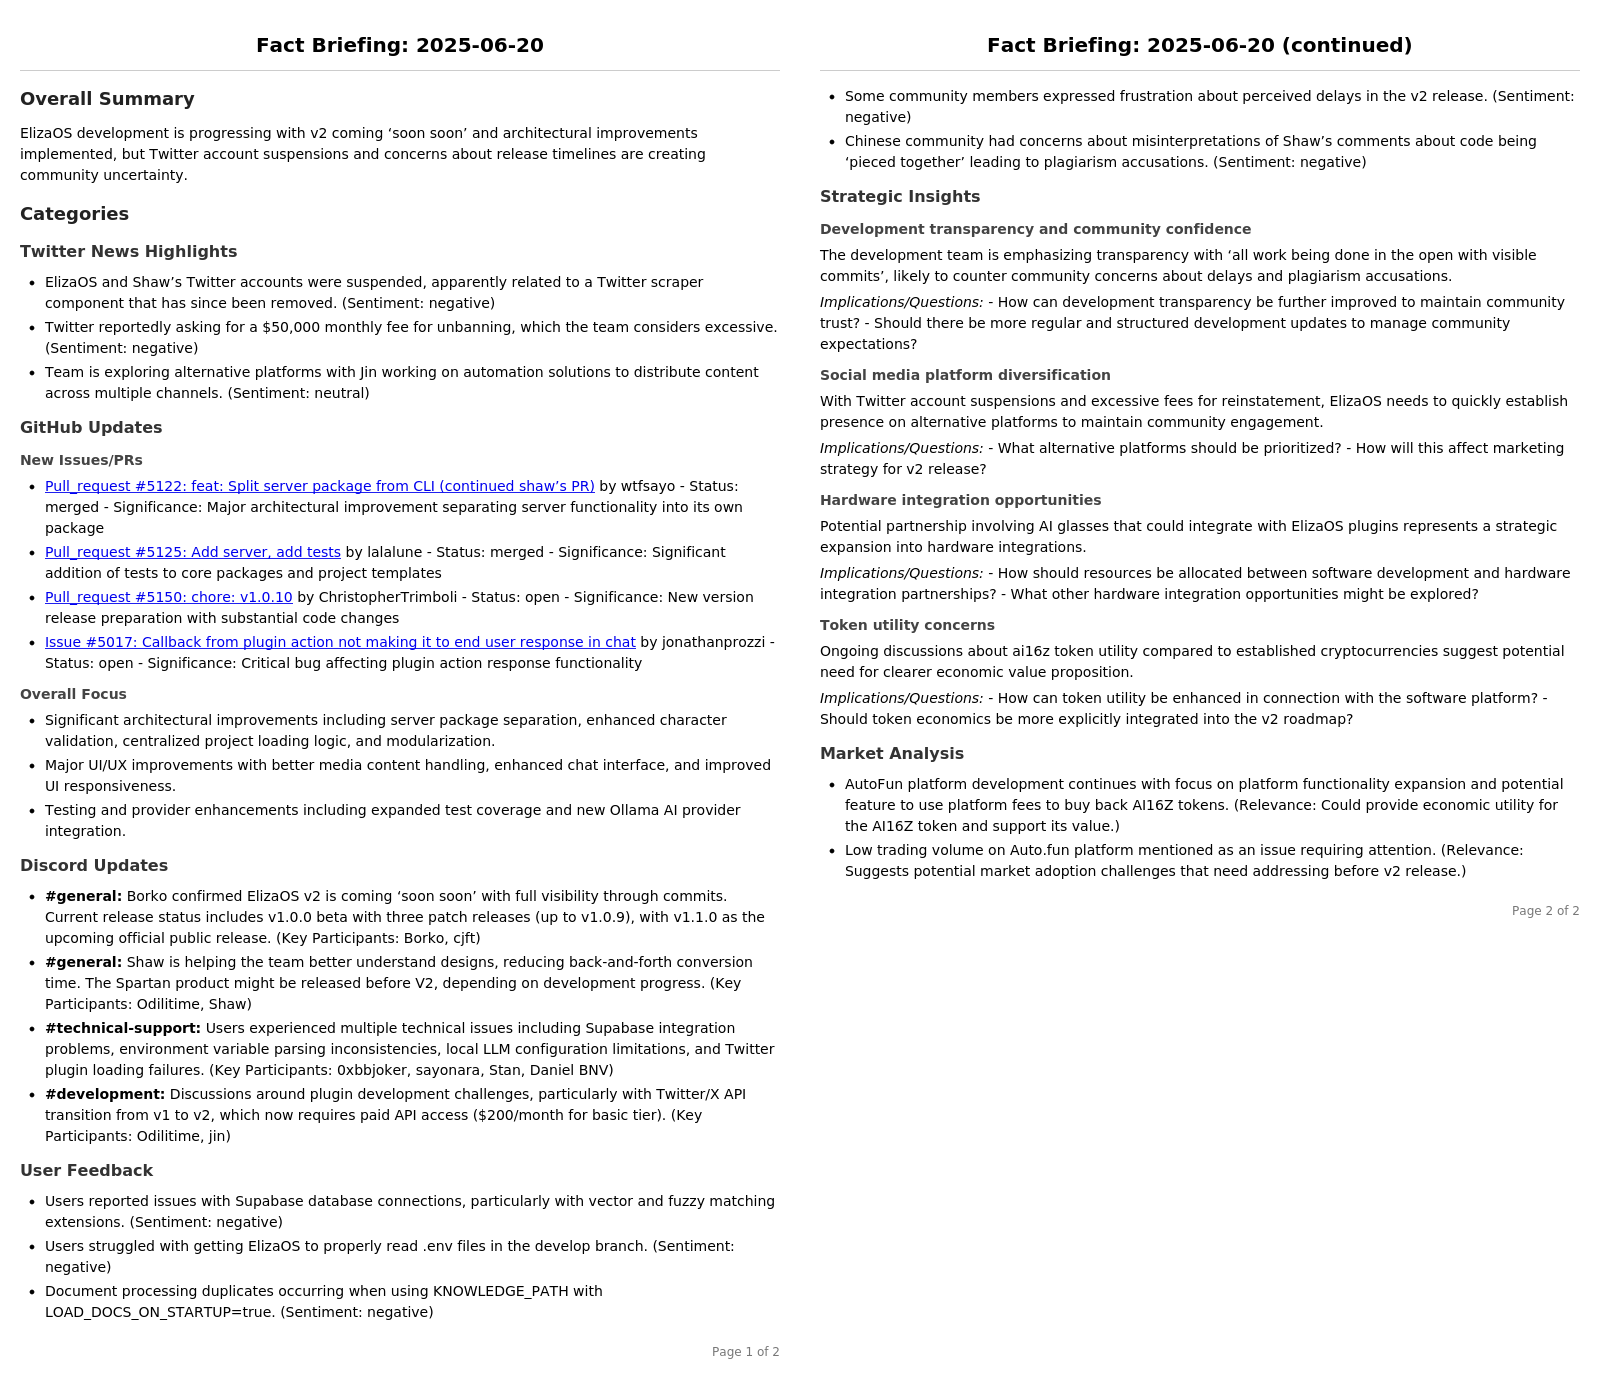 Fact Briefing: 2025-06-20
Overall Summary
ElizaOS development is progressing with v2 coming ‘soon soon’ and architectural improvements
implemented, but Twitter account suspensions and concerns about release timelines are creating
community uncertainty.
Categories
Twitter News Highlights
• ElizaOS and Shaw’s Twitter accounts were suspended, apparently related to a Twitter scraper
component that has since been removed. (Sentiment: negative)
• Twitter reportedly asking for a $50,000 monthly fee for unbanning, which the team considers excessive.
(Sentiment: negative)
• Team is exploring alternative platforms with Jin working on automation solutions to distribute content
across multiple channels. (Sentiment: neutral)
GitHub Updates
New Issues/PRs
• Pull_request #5122: feat: Split server package from CLI (continued shaw’s PR) by wtfsayo - Status:
merged - Significance: Major architectural improvement separating server functionality into its own
package
• Pull_request #5125: Add server, add tests by lalalune - Status: merged - Significance: Significant
addition of tests to core packages and project templates
• Pull_request #5150: chore: v1.0.10 by ChristopherTrimboli - Status: open - Significance: New version
release preparation with substantial code changes
• Issue #5017: Callback from plugin action not making it to end user response in chat by jonathanprozzi -
Status: open - Significance: Critical bug affecting plugin action response functionality
Overall Focus
• Significant architectural improvements including server package separation, enhanced character
validation, centralized project loading logic, and modularization.
• Major UI/UX improvements with better media content handling, enhanced chat interface, and improved
UI responsiveness.
• Testing and provider enhancements including expanded test coverage and new Ollama AI provider
integration.
Discord Updates
• #general: Borko confirmed ElizaOS v2 is coming ‘soon soon’ with full visibility through commits.
Current release status includes v1.0.0 beta with three patch releases (up to v1.0.9), with v1.1.0 as the
upcoming official public release. (Key Participants: Borko, cjft)
• #general: Shaw is helping the team better understand designs, reducing back-and-forth conversion
time. The Spartan product might be released before V2, depending on development progress. (Key
Participants: Odilitime, Shaw)
• #technical-support: Users experienced multiple technical issues including Supabase integration
problems, environment variable parsing inconsistencies, local LLM configuration limitations, and Twitter
plugin loading failures. (Key Participants: 0xbbjoker, sayonara, Stan, Daniel BNV)
• #development: Discussions around plugin development challenges, particularly with Twitter/X API
transition from v1 to v2, which now requires paid API access ($200/month for basic tier). (Key
Participants: Odilitime, jin)
User Feedback
• Users reported issues with Supabase database connections, particularly with vector and fuzzy matching
extensions. (Sentiment: negative)
• Users struggled with getting ElizaOS to properly read .env files in the develop branch. (Sentiment:
negative)
• Document processing duplicates occurring when using KNOWLEDGE_PATH with
LOAD_DOCS_ON_STARTUP=true. (Sentiment: negative)
Page 1 of 2
Fact Briefing: 2025-06-20 (continued)
• Some community members expressed frustration about perceived delays in the v2 release. (Sentiment:
negative)
• Chinese community had concerns about misinterpretations of Shaw’s comments about code being
‘pieced together’ leading to plagiarism accusations. (Sentiment: negative)
Strategic Insights
Development transparency and community confidence
The development team is emphasizing transparency with ‘all work being done in the open with visible
commits’, likely to counter community concerns about delays and plagiarism accusations.
Implications/Questions: - How can development transparency be further improved to maintain community
trust? - Should there be more regular and structured development updates to manage community
expectations?
Social media platform diversification
With Twitter account suspensions and excessive fees for reinstatement, ElizaOS needs to quickly establish
presence on alternative platforms to maintain community engagement.
Implications/Questions: - What alternative platforms should be prioritized? - How will this affect marketing
strategy for v2 release?
Hardware integration opportunities
Potential partnership involving AI glasses that could integrate with ElizaOS plugins represents a strategic
expansion into hardware integrations.
Implications/Questions: - How should resources be allocated between software development and hardware
integration partnerships? - What other hardware integration opportunities might be explored?
Token utility concerns
Ongoing discussions about ai16z token utility compared to established cryptocurrencies suggest potential
need for clearer economic value proposition.
Implications/Questions: - How can token utility be enhanced in connection with the software platform? -
Should token economics be more explicitly integrated into the v2 roadmap?
Market Analysis
• AutoFun platform development continues with focus on platform functionality expansion and potential
feature to use platform fees to buy back AI16Z tokens. (Relevance: Could provide economic utility for
the AI16Z token and support its value.)
• Low trading volume on Auto.fun platform mentioned as an issue requiring attention. (Relevance:
Suggests potential market adoption challenges that need addressing before v2 release.)
Page 2 of 2